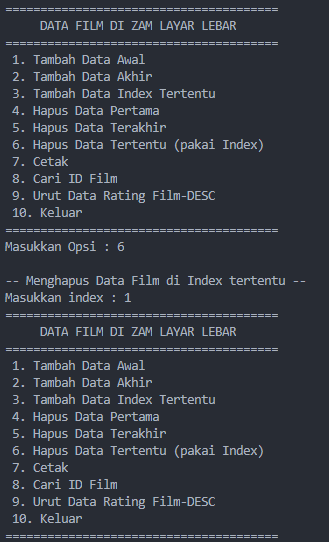 =======================================
DATA FILM DI ZAM LAYAR LEBAR
=======================================
1. Tambah Data Awal
2. Tambah Data Akhir
3. Tambah Data Index Tertentu
4. Hapus Data Pertama
5. Hapus Data Terakhir
6. Hapus Data Tertentu (pakai Index)
7. Cetak
8. Cari ID Film
9. Urut Data Rating Film-DESC
10. Keluar
=======================================
Masukkan Opsi : 6
-- Menghapus Data Film di Index tertentu --
Masukkan index : 1
=======================================
DATA FILM DI ZAM LAYAR LEBAR
=======================================
1. Tambah Data Awal
2. Tambah Data Akhir
3. Tambah Data Index Tertentu
4. Hapus Data Pertama
5. Hapus Data Terakhir
6. Hapus Data Tertentu (pakai Index)
7. Cetak
8. Cari ID Film
9. Urut Data Rating Film-DESC
10. Keluar
=======================================